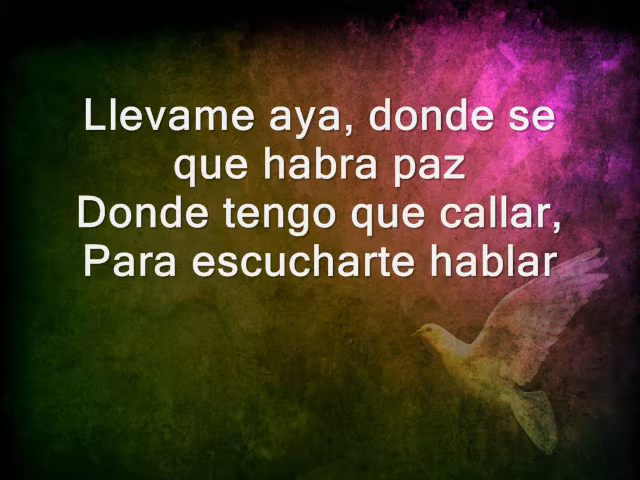 Llevame aya, donde se
que habra paz
Donde tengo que callar,
Para escucharte hablar